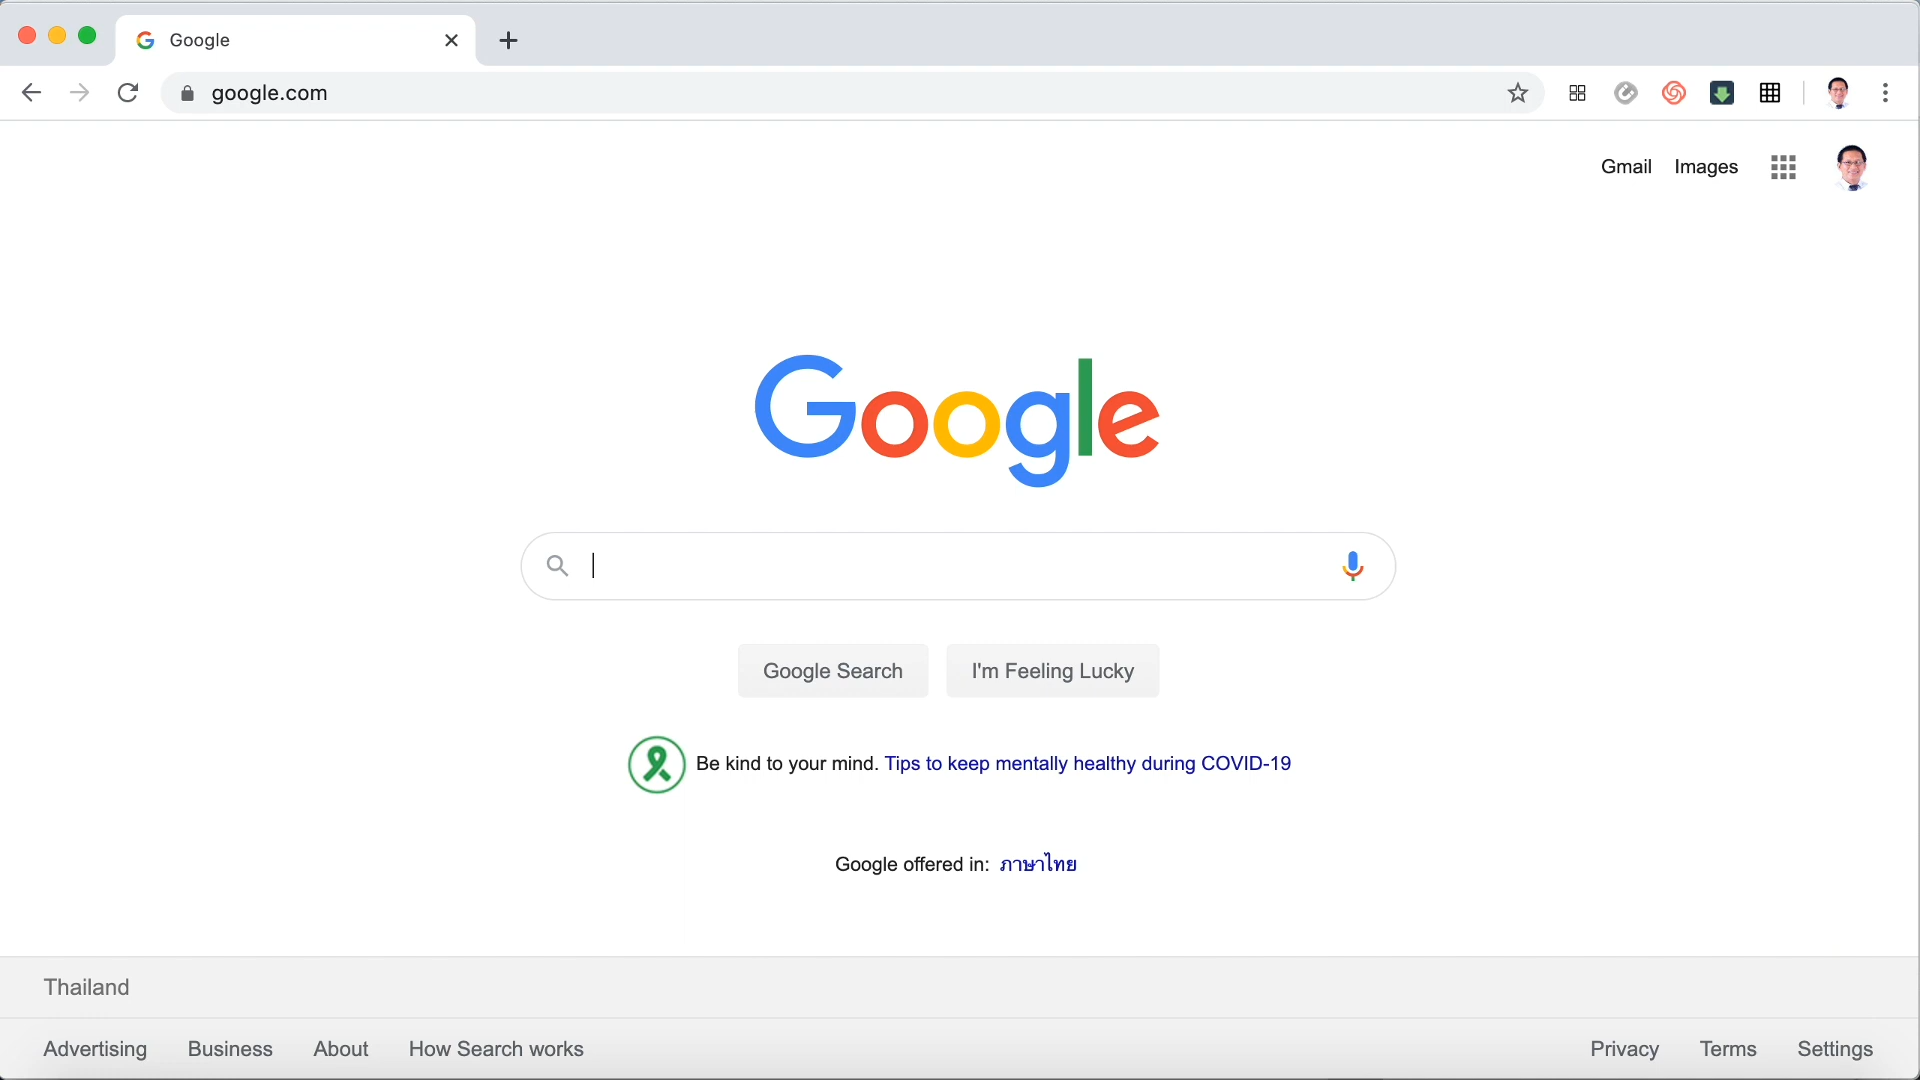 Google
google.com
Gmail Images
Google
Google Search I'm Feeling Lucky
Be kind to your mind. Tips to keep mentally healthy during COVID-19
Google offered in: ภาษาไทย
Thailand
Advertising Business About How Search works Privacy Terms Settings